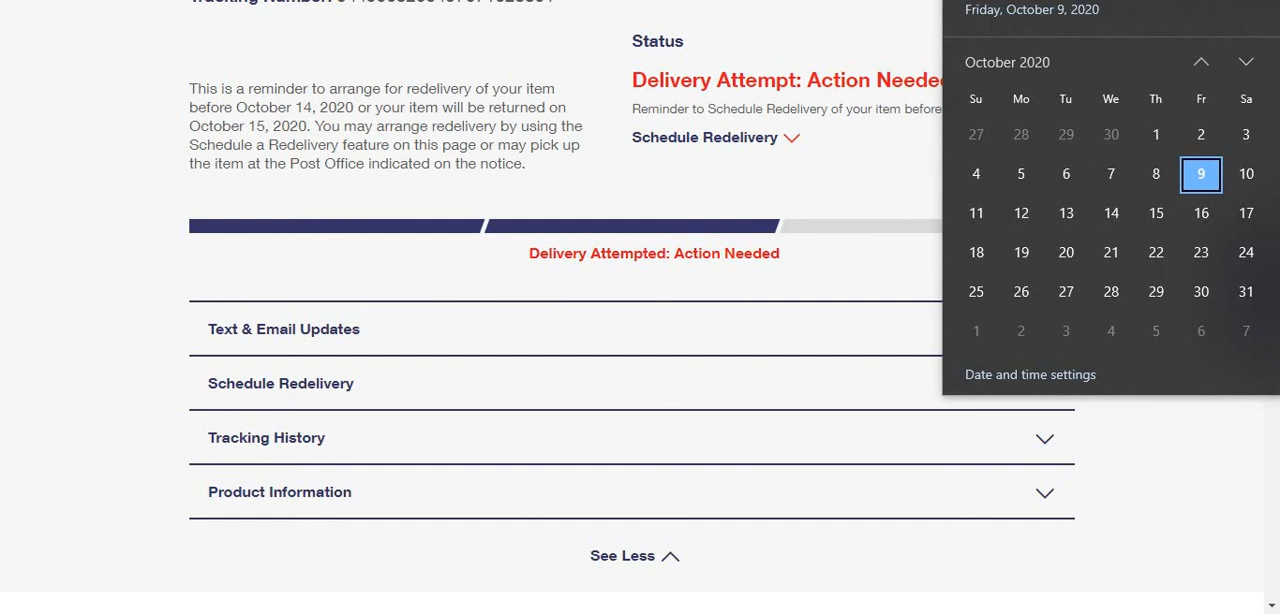 Friday, October 9, 2020
Status
This is a reminder to arrange for redelivery of your item
before October 14, 2020 or your item will be returned on
October 15, 2020. You may arrange redelivery by using the
Schedule a Redelivery feature on this page or may pick up
the item at the Post Office indicated on the notice.
Delivery Attempt: Action Needed
Reminder to Schedule Redelivery of your item before
Schedule Redelivery
Delivery Attempted: Action Needed
Text & Email Updates
Schedule Redelivery
Tracking History
Product Information
See Less
October 2020
Su Mo Tu We Th Fr Sa
27 28 29 30 1 2 3
4 5 6 7 8 9 10
11 12 13 14 15 16 17
18 19 20 21 22 23 24
25 26 27 28 29 30 31
1 2 3 4 5 6 7
Date and time settings